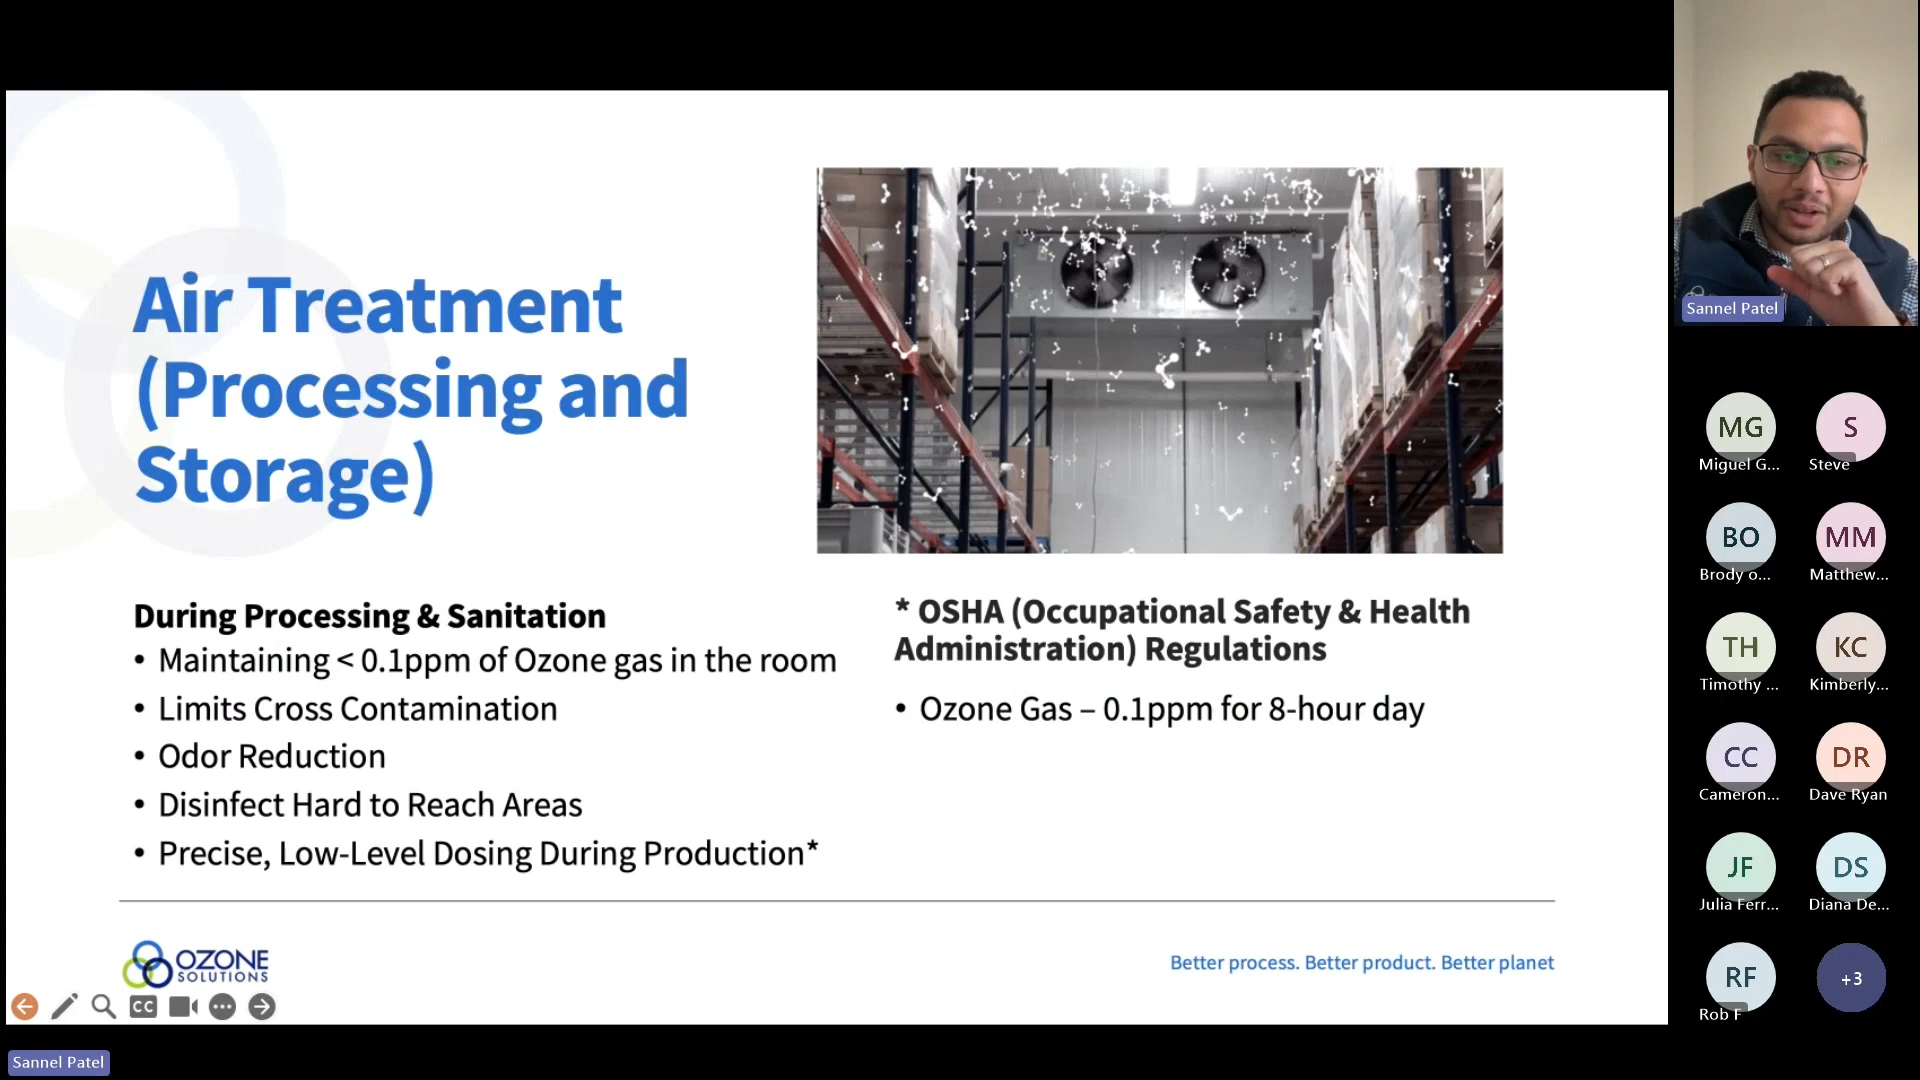 Air Treatment
(Processing and
Storage)
During Processing & Sanitation
• Maintaining < 0.1ppm of Ozone gas in the room
• Limits Cross Contamination
• Odor Reduction
• Disinfect Hard to Reach Areas
• Precise, Low-Level Dosing During Production*
* OSHA (Occupational Safety & Health
Administration) Regulations
• Ozone Gas – 0.1ppm for 8-hour day
OZONE
SOLUTIONS
Better process. Better product. Better planet
CC
Sannel Patel
Sannel Patel
MG
Miguel G...
S
Steve
BO
Brody o...
MM
Matthew...
TH
Timothy ...
KC
Kimberly...
CC
Cameron...
DR
Dave Ryan
JF
Julia Ferr...
DS
Diana De...
RF
Rob F
+3